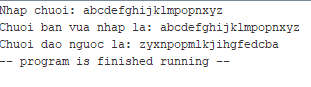 Nhap chuoi: abcdefghijklmpopnxyz
Chuoi ban vua nhap la: abcdefghijklmpopnxyz
Chuoi dao nguoc la: zyxnpopmlkjihgfedcba
-- program is finished running --